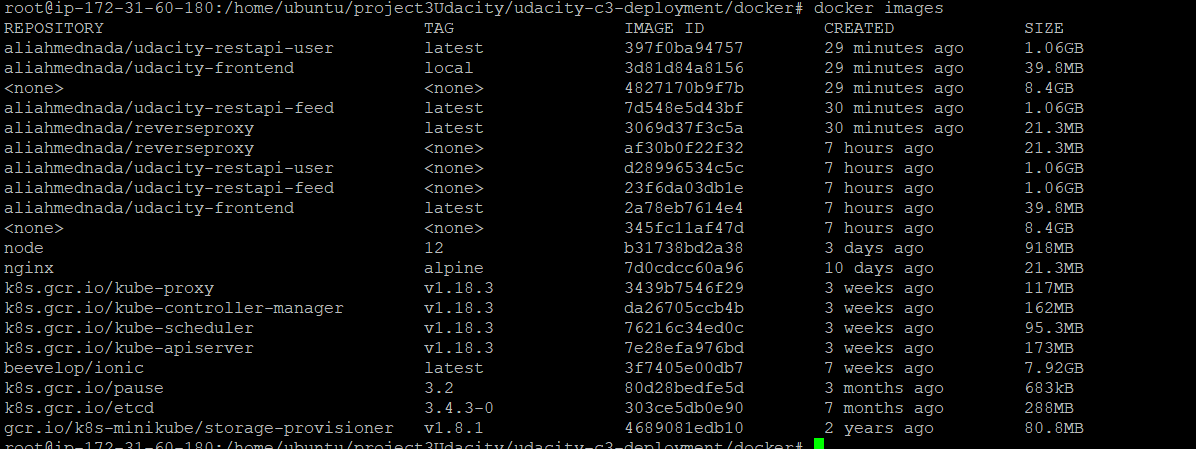 root@ip-172-31-60-180:/home/ubuntu/project3Udacity/udacity-c3-deployment/docker# docker images
REPOSITORY TAG IMAGE ID CREATED SIZE
aliahmednada/udacity-restapi-user latest 397f0ba94757 29 minutes ago 1.06GB
aliahmednada/udacity-frontend local 3d81d84a8156 29 minutes ago 39.8MB
<none> <none> 4827170b9f7b 29 minutes ago 8.4GB
aliahmednada/udacity-restapi-feed latest 7d548e5d43bf 30 minutes ago 1.06GB
aliahmednada/reverseproxy latest 3069d37f3c5a 30 minutes ago 21.3MB
aliahmednada/reverseproxy <none> af30b0f22f32 7 hours ago 21.3MB
aliahmednada/udacity-restapi-user <none> d28996534c5c 7 hours ago 1.06GB
aliahmednada/udacity-restapi-feed <none> 23f6da03db1e 7 hours ago 1.06GB
aliahmednada/udacity-frontend latest 2a78eb7614e4 7 hours ago 39.8MB
<none> <none> 345fc11af47d 7 hours ago 8.4GB
node 12 b31738bd2a38 3 days ago 918MB
nginx alpine 7d0cdcc60a96 10 days ago 21.3MB
k8s.gcr.io/kube-proxy v1.18.3 3439b7546f29 3 weeks ago 117MB
k8s.gcr.io/kube-controller-manager v1.18.3 da26705ccb4b 3 weeks ago 162MB
k8s.gcr.io/kube-scheduler v1.18.3 76216c34ed0c 3 weeks ago 95.3MB
k8s.gcr.io/kube-apiserver v1.18.3 7e28efa976bd 3 weeks ago 173MB
beevelop/ionic latest 3f7405e00db7 7 weeks ago 7.92GB
k8s.gcr.io/pause 3.2 80d28bedfe5d 3 months ago 683kB
k8s.gcr.io/etcd 3.4.3-0 303ce5db0e90 7 months ago 288MB
gcr.io/k8s-minikube/storage-provisioner v1.8.1 4689081edb10 2 years ago 80.8MB
root@ip-172-31-60-180:/home/ubuntu/project3Udacity/udacity-c3-deployment/docker#